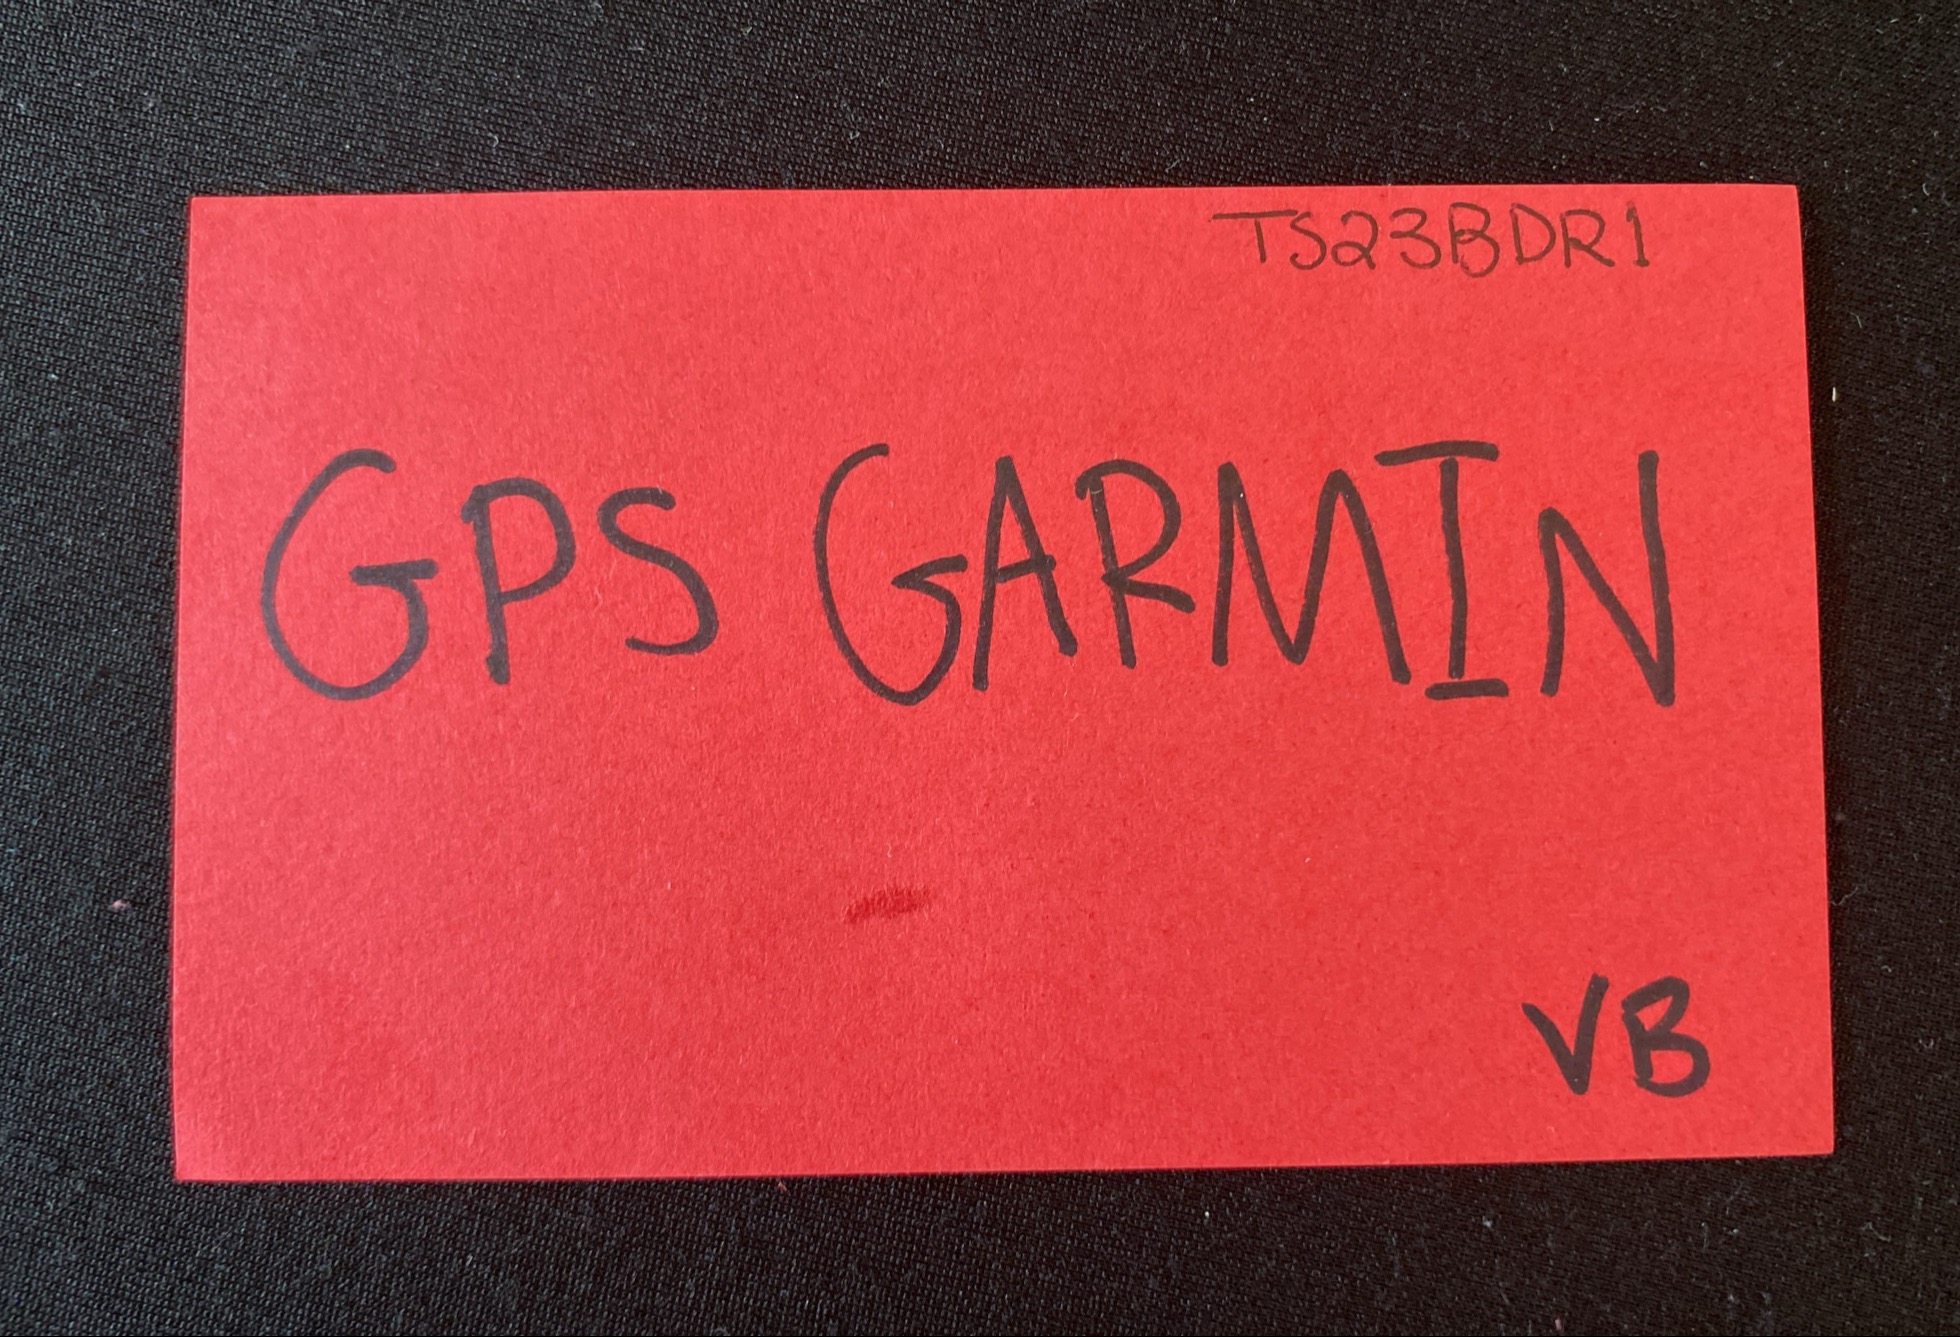 TS23BDR1
GPS GARMIN
VB